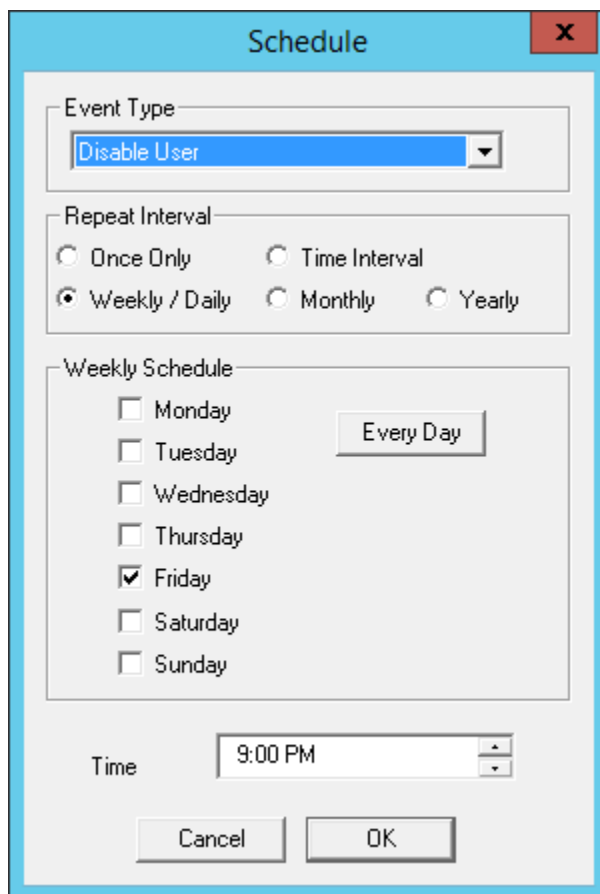 Schedule
x
Event Type
Disable User
Repeat Interval
Once Only Time Interval
Weekly / Daily Monthly Yearly
Weekly Schedule
Monday
Every Day
Tuesday
Wednesday
Thursday
Friday
Saturday
Sunday
Time 9:00 PM
Cancel OK